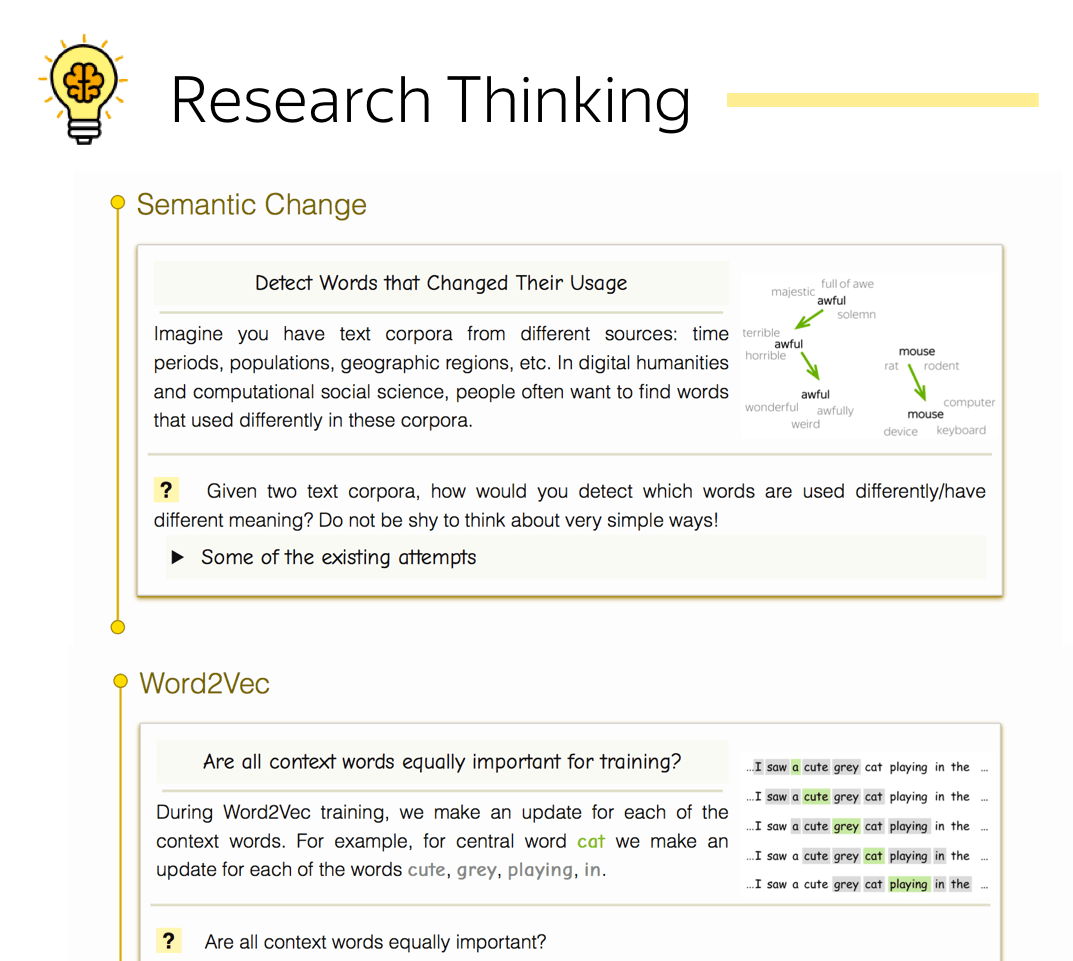 Research Thinking
Semantic Change
Detect Words that Changed Their Usage
Imagine you have text corpora from different sources: time
periods, populations, geographic regions, etc. In digital humanities
and computational social science, people often want to find words
that used differently in these corpora.
full of awe
majestic
awful
solemn
terrible
awful
horrible
awful
wonderful
awfully
weird
mouse
rat rodent
computer
mouse
device keyboard
? Given two text corpora, how would you detect which words are used differently/have
different meaning? Do not be shy to think about very simple ways!
▶ Some of the existing attempts
Word2Vec
Are all context words equally important for training?
During Word2Vec training, we make an update for each of the
context words. For example, for central word cat we make an
update for each of the words cute, grey, playing, in.
...I saw a cute grey cat playing in the ...
...I saw a cute grey cat playing in the ...
...I saw a cute grey cat playing in the ...
...I saw a cute grey cat playing in the ...
...I saw a cute grey cat playing in the ...
? Are all context words equally important?